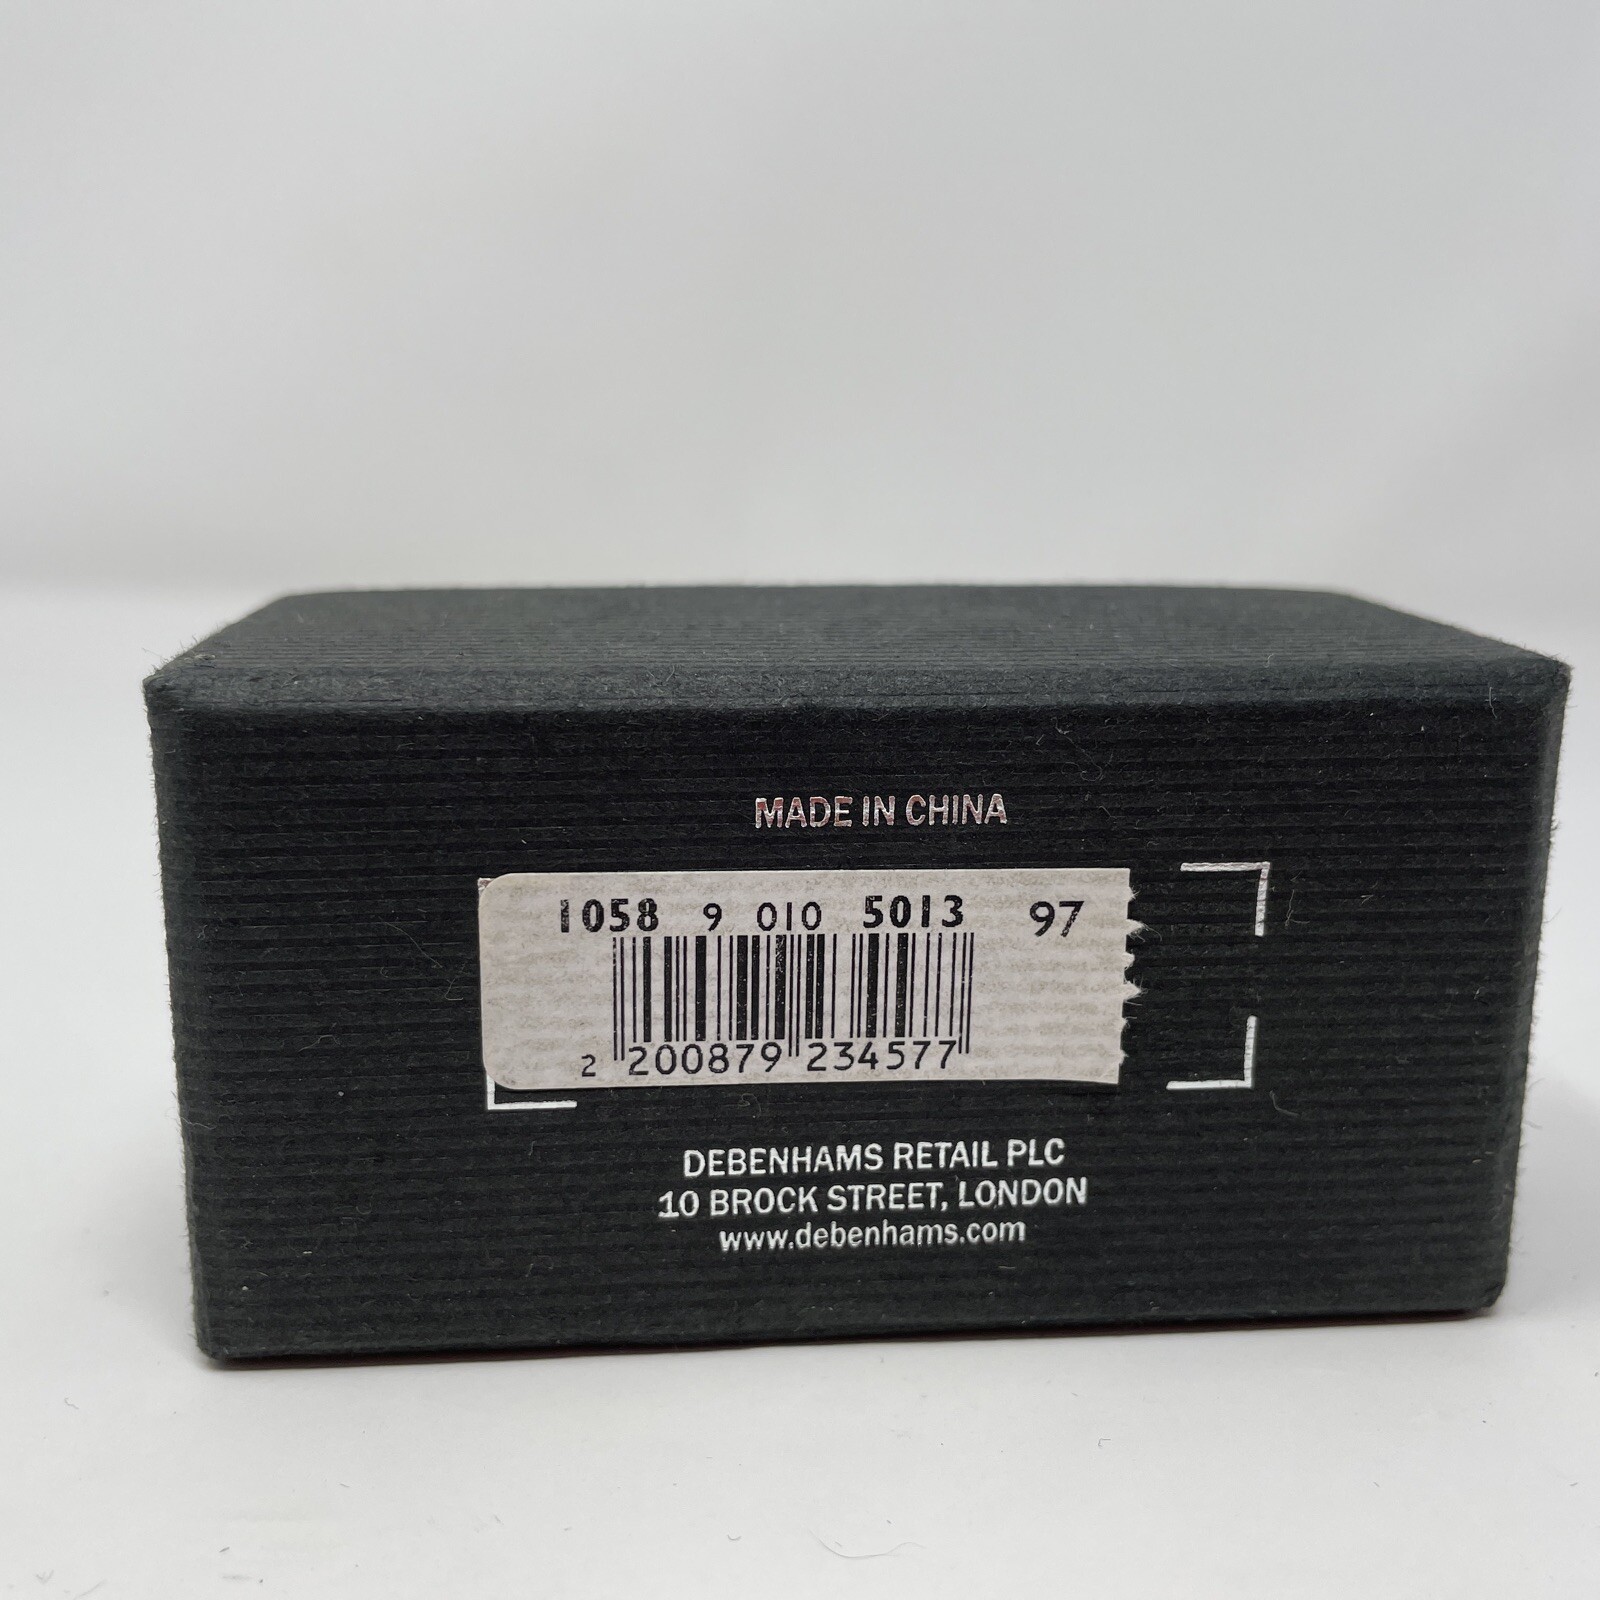 MADE IN CHINA
1058 9 010 5013 97
2 200879 234577
DEBENHAMS RETAIL PLC
10 BROCK STREET, LONDON
www.debenhams.com